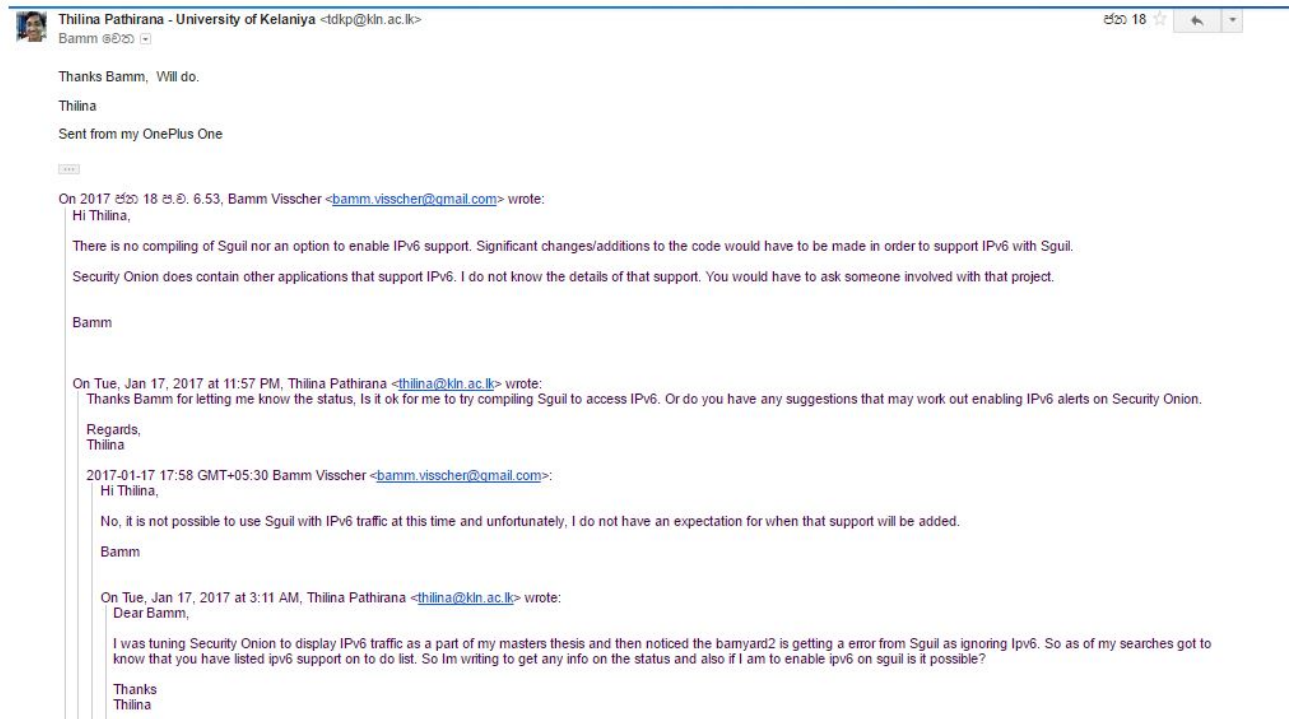 Thilina Pathirana - University of Kelaniya <tdkp@kln.ac.lk>
ජන 18
Bamm වෙත
Thanks Bamm, Will do.
Thilina
Sent from my OnePlus One
On 2017 ජන 18 ප.ව. 6.53, Bamm Visscher <bamm.visscher@gmail.com> wrote:
Hi Thilina,
There is no compiling of Sguil nor an option to enable IPv6 support. Significant changes/additions to the code would have to be made in order to support IPv6 with Sguil.
Security Onion does contain other applications that support IPv6. I do not know the details of that support. You would have to ask someone involved with that project.
Bamm
On Tue, Jan 17, 2017 at 11:57 PM, Thilina Pathirana <thilina@kln.ac.lk> wrote:
Thanks Bamm for letting me know the status, Is it ok for me to try compiling Sguil to access IPv6. Or do you have any suggestions that may work out enabling IPv6 alerts on Security Onion.
Regards,
Thilina
2017-01-17 17:58 GMT+05:30 Bamm Visscher <bamm.visscher@gmail.com>:
Hi Thilina,
No, it is not possible to use Sguil with IPv6 traffic at this time and unfortunately, I do not have an expectation for when that support will be added.
Bamm
On Tue, Jan 17, 2017 at 3:11 AM, Thilina Pathirana <thilina@kln.ac.lk> wrote:
Dear Bamm,
I was tuning Security Onion to display IPv6 traffic as a part of my masters thesis and then noticed the barnyard2 is getting a error from Sguil as ignoring Ipv6. So as of my searches got to
know that you have listed ipv6 support on to do list. So Im writing to get any info on the status and also if I am to enable ipv6 on sguil is it possible?
Thanks
Thilina